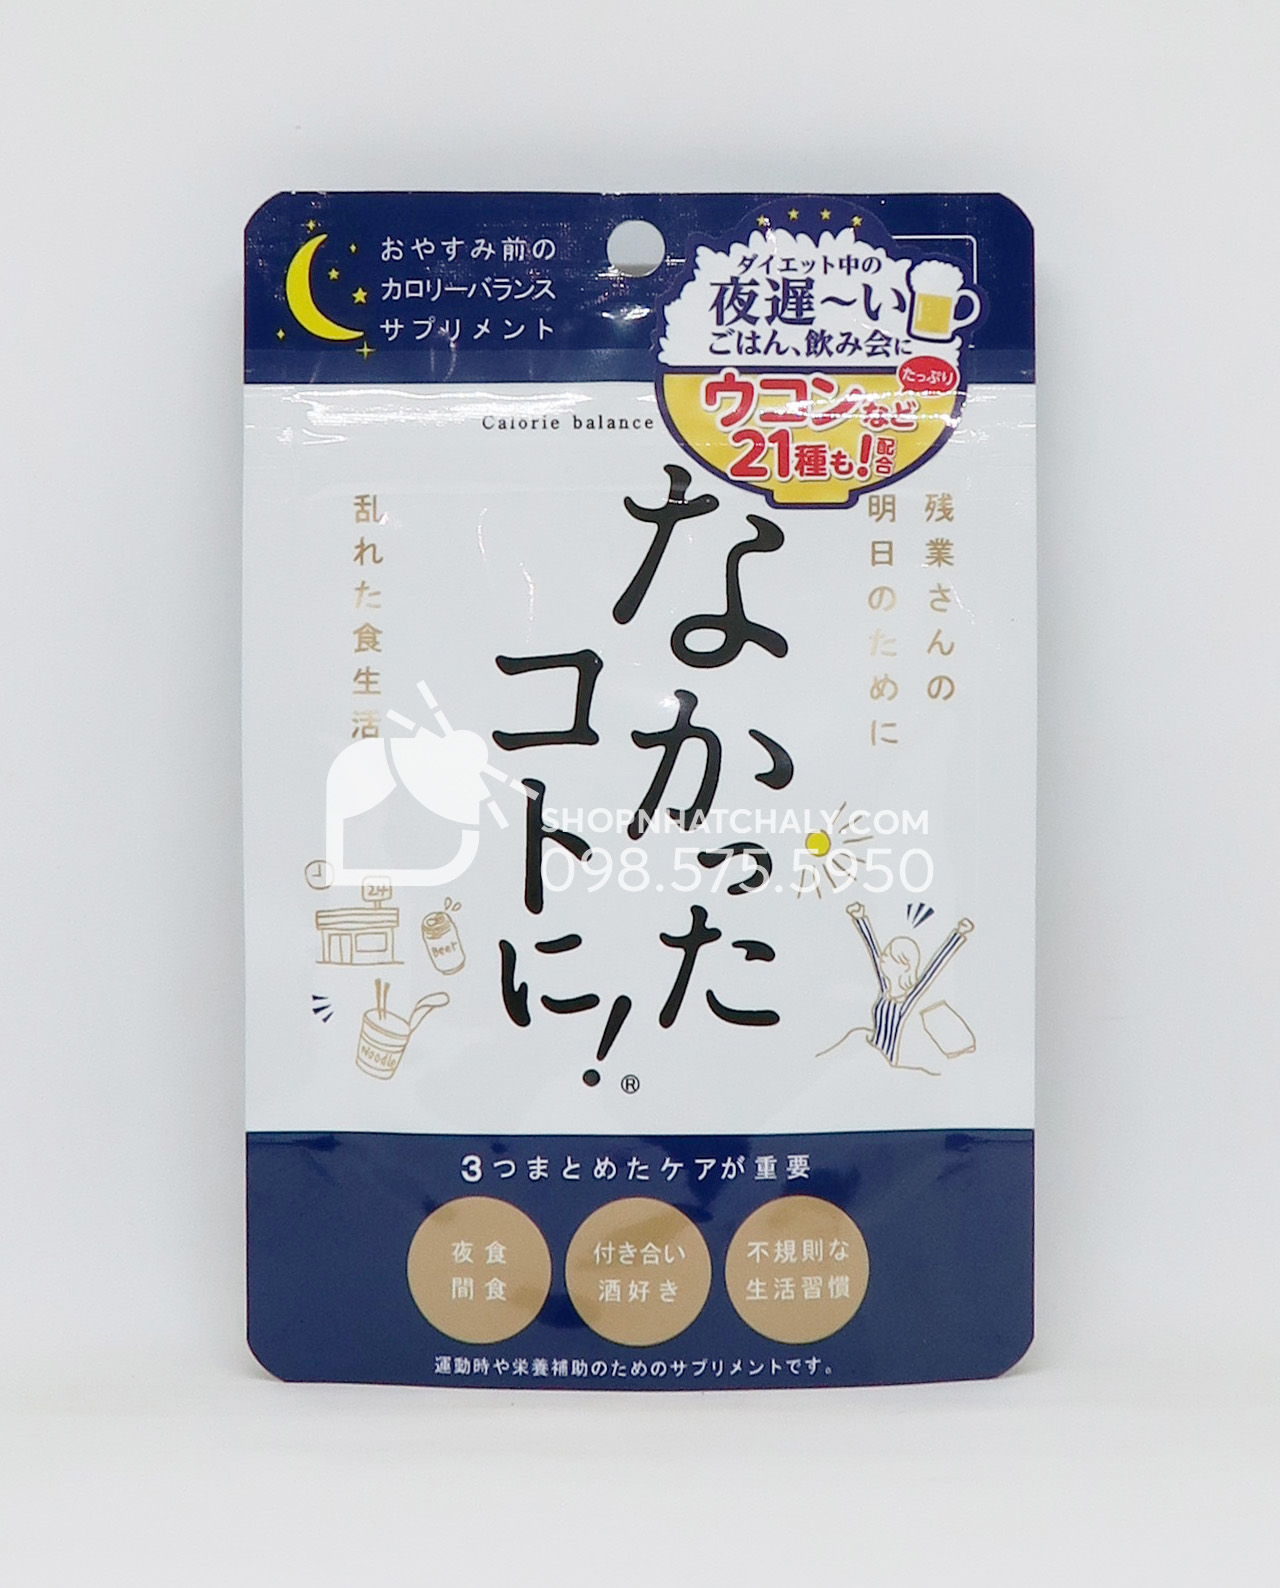 おやすみ前の
カロリーバランス
サプリメント
ダイエット中の
夜遅〜い
ごはん、飲み会に
たっぷり
ウコンなど
21種も!配合
Calorie balance
残業さんの
明日のために
なかった
コトに!®
乱れた食生活
SHOPNHATCHALY.COM
098.575.5950
24
Beer
Noodle
3つまとめたケアが重要
夜食
間食
付き合い
酒好き
不規則な
生活習慣
運動時や栄養補助のためのサプリメントです。